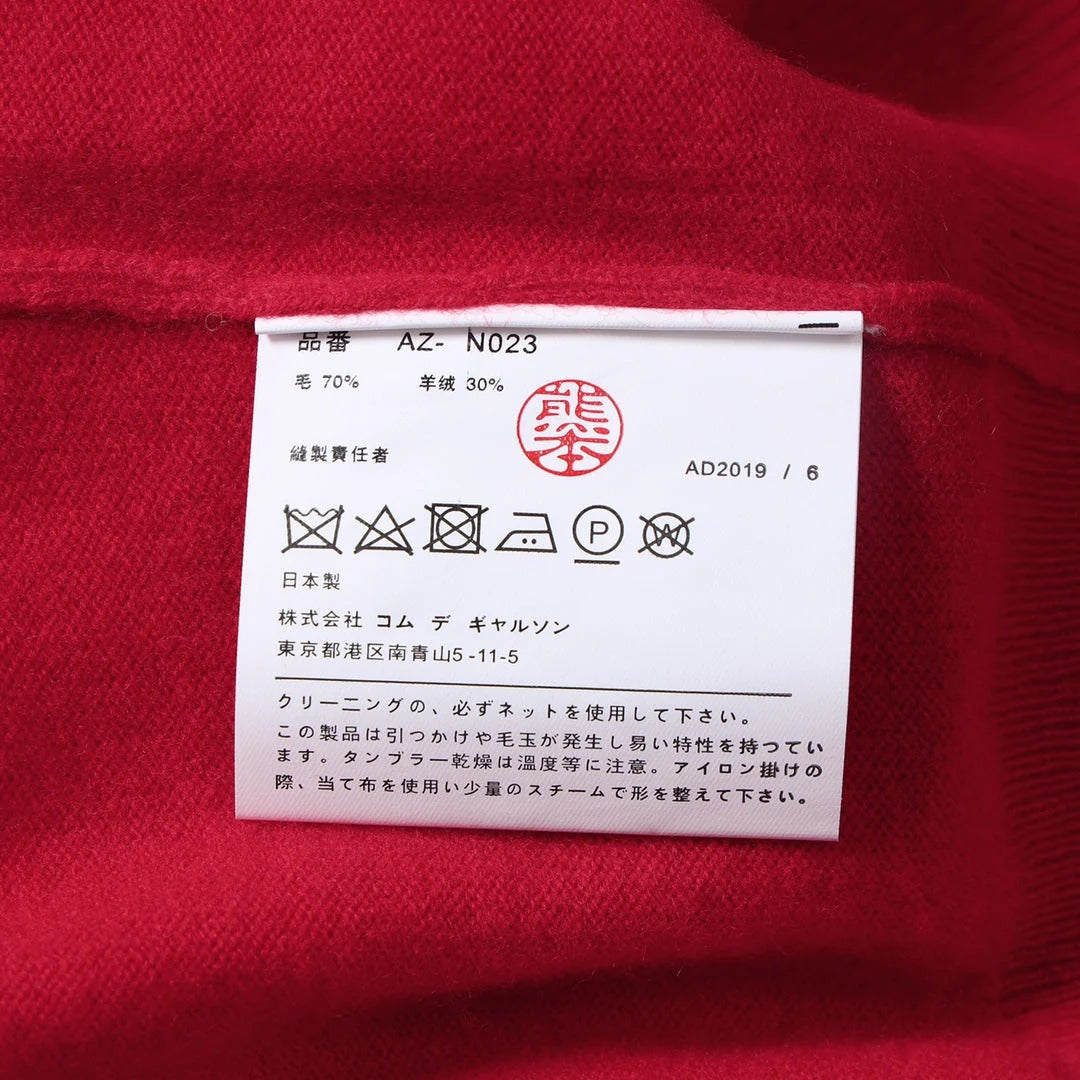 品番 AZ- N023
毛 70% 羊绒 30%
熊本
縫製責任者
AD2019 / 6
P W
日本製
株式会社 コム デ ギャルソン
東京都港区南青山5-11-5
クリー二ングの、必ずネットを使用して下さい。
この製品は引つかけや毛玉が発生し易い特性を持つてい
ます。タンブラー乾燥は溫度等に注意。アイロン掛けの
際、当て布を使用い少量のスチームで形を整えて下さい。